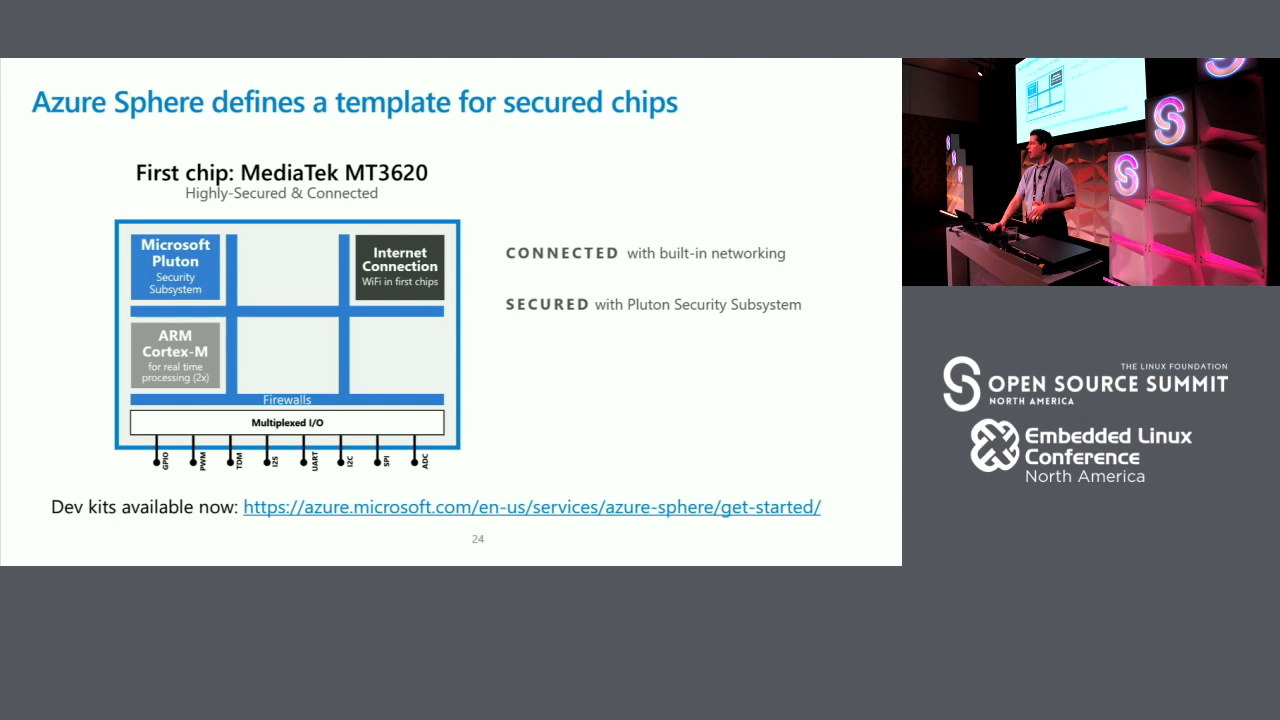 Azure Sphere defines a template for secured chips
First chip: MediaTek MT3620
Highly-Secured & Connected
Microsoft
Pluton
Security
Subsystem
Internet
Connection
WiFi in first chips
ARM
Cortex-M
for real time
processing (2x)
Firewalls
Multiplexed I/O
GPIO
PWM
TDM
I2S
UART
I2C
SPI
ADC
CONNECTED with built-in networking
SECURED with Pluton Security Subsystem
Dev kits available now: https://azure.microsoft.com/en-us/services/azure-sphere/get-started/
24
THE LINUX FOUNDATION
OPEN SOURCE SUMMIT
NORTH AMERICA
Embedded Linux
Conference
North America